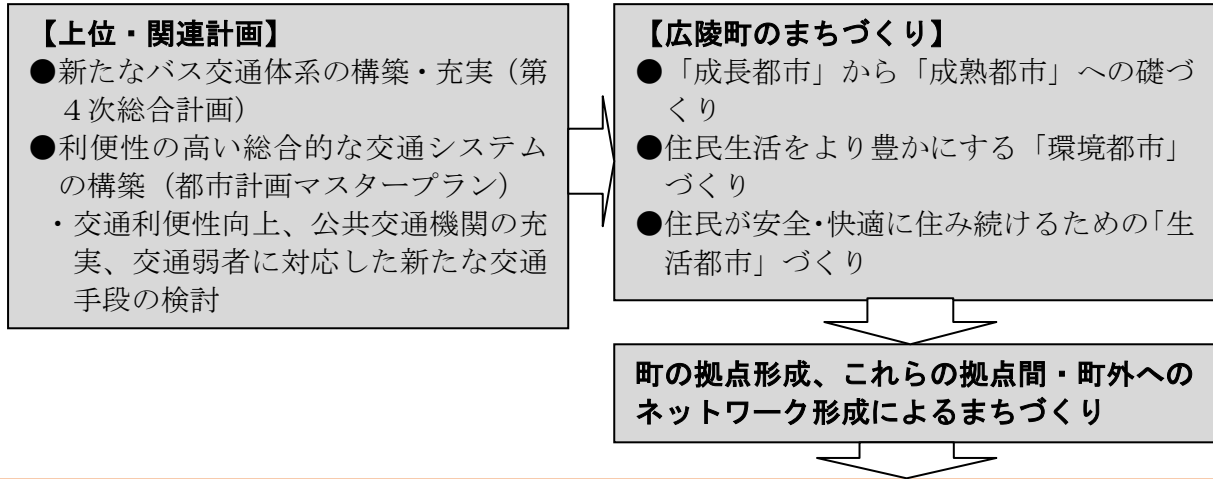 【上位・関連計画】
●新たなバス交通体系の構築・充実（第
４次総合計画）
●利便性の高い総合的な交通システム
の構築（都市計画マスタープラン）
・交通利便性向上、公共交通機関の充
実、交通弱者に対応した新たな交通
手段の検討
【広陵町のまちづくり】
●「成長都市」から「成熟都市」への礎づ
くり
●住民生活をより豊かにする「環境都市」
づくり
●住民が安全・快適に住み続けるための「生
活都市」づくり
町の拠点形成、これらの拠点間・町外への
ネットワーク形成によるまちづくり